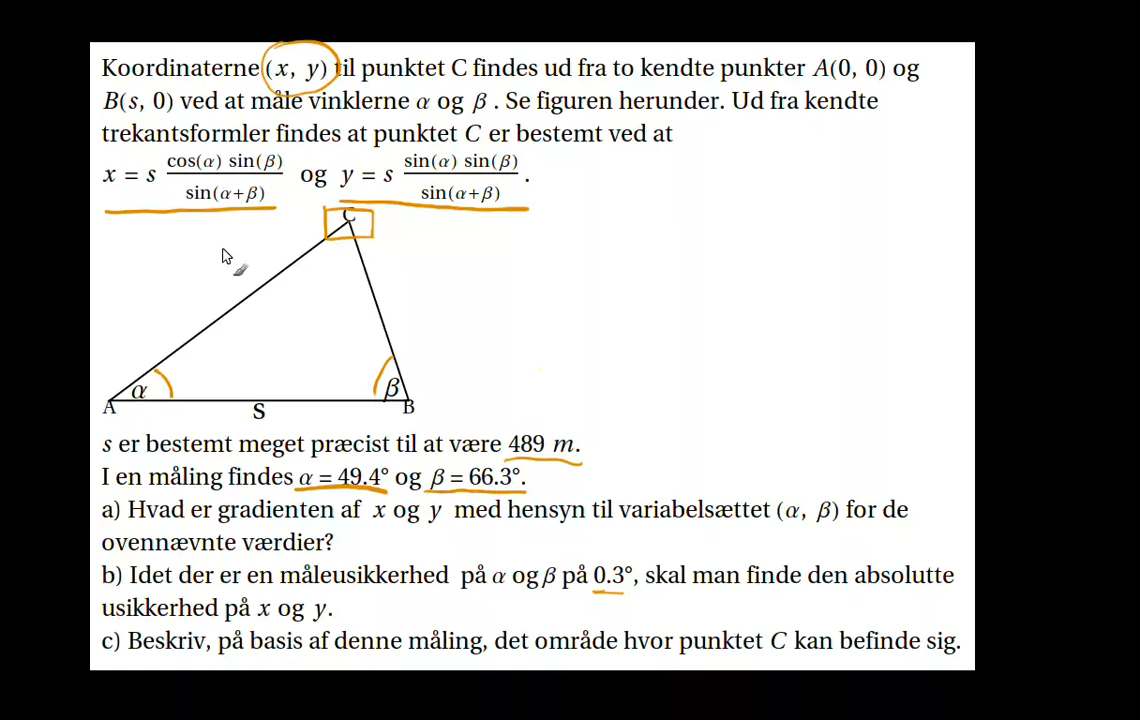 Koordinaterne (x, y) til punktet C findes ud fra to kendte punkter A(0, 0) og
B(s, 0) ved at måle vinklerne α og β . Se figuren herunder. Ud fra kendte
trekantsformler findes at punktet C er bestemt ved at
x = s cos(α) sin(β) / sin(α+β) og y = s sin(α) sin(β) / sin(α+β) .
C
α
β
A
S
B
s er bestemt meget præcist til at være 489 m.
I en måling findes α = 49.4° og β = 66.3°.
a) Hvad er gradienten af x og y med hensyn til variabelsættet (α, β) for de
ovennævnte værdier?
b) Idet der er en måleusikkerhed på α og β på 0.3°, skal man finde den absolutte
usikkerhed på x og y.
c) Beskriv, på basis af denne måling, det område hvor punktet C kan befinde sig.